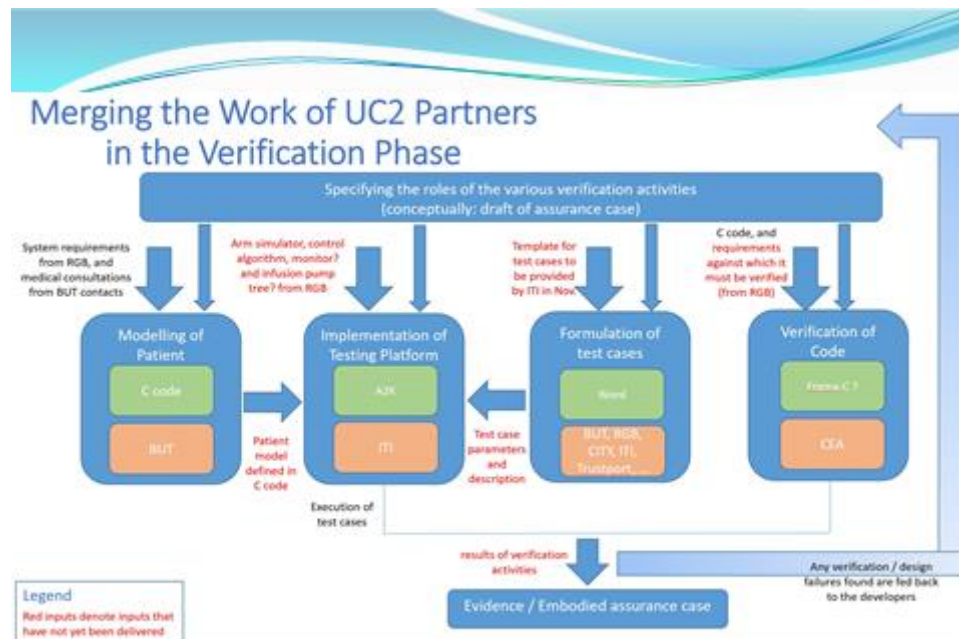 Merging the Work of UC2 Partners
in the Verification Phase
Specifying the roles of the various verification activities
(conceptually: draft of assurance case)
System requirements
from RGB, and
medical consultations
from BUT contacts
Arm simulator, control
algorithm, monitor?
and infusion pump
tree? from RGB
Template for
test cases to
be provided
by ITI in Nov.
C code, and
requirements
against which it
must be verified
(from RGB)
Modelling of
Patient
C code
BUT
Implementation of
Testing Platform
ITI
Formulation of
test cases
Word
BUT, RGB,
CITY, ITI,
Trustport, ...
Verification of
Code
Frama C ?
CEA
Patient
model
defined in
C code
Test case
parameters
and
description
Execution of
test cases
results of verification
activities
Any verification / design
failures found are fed back
to the developers
Evidence / Embodied assurance case
Legend
Red inputs denote inputs that
have not yet been delivered